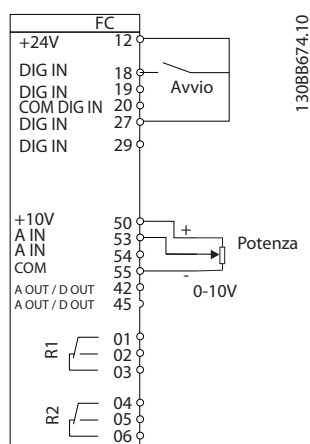 FC
+24V 12
DIG IN 18
DIG IN 19
COM DIG IN 20
DIG IN 27
DIG IN 29
Avvio
+10V 50
A IN 53
A IN 54
COM 55
A OUT / D OUT 42
A OUT / D OUT 45
+
-
Potenza
0-10V
R1
01
02
03
R2
04
05
06
130BB674.10